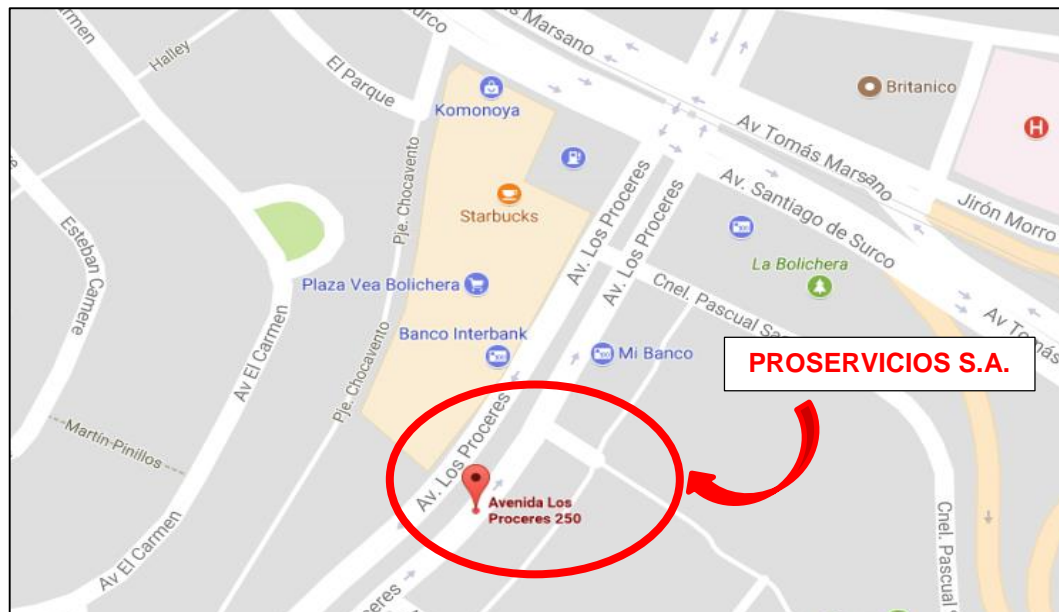 armen
Surco
s Marsano
Halley
El Parque
Komonoya
Britanico
Av Tomás Marsano
Pje. Chocavento
Starbucks
Av. Los Proceres
Av. Santiago de Surco
Jirón Morro
Esteban Camere
Av. Los Proceres
La Bolichera
Plaza Vea Bolichera
Cnel. Pascual Sa
Av El Carmen
Banco Interbank
Mi Banco
Av Tomás
Pje. Chocavento
PROSERVICIOS S.A.
Martín Pinillos
Av. Los Proceres
Avenida Los
Proceres 250
Av El Carmen
Cnel. Pascual
H